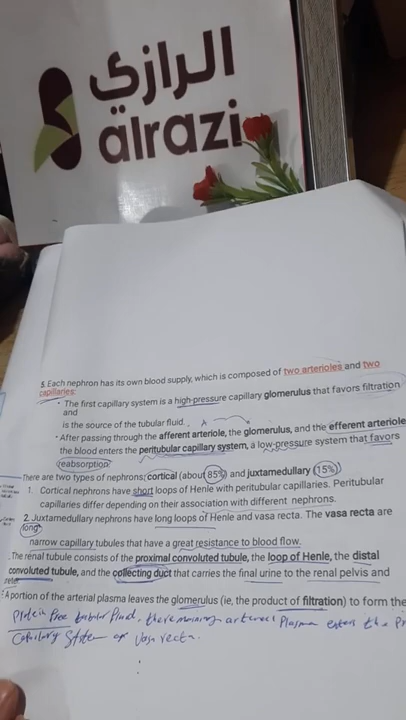 الرازي
alrazi
5. Each nephron has its own blood supply, which is composed of two arterioles and two
capillaries:
• The first capillary system is a high-pressure capillary glomerulus that favors filtration
and
is the source of the tubular fluid.
• After passing through the afferent arteriole, the glomerulus, and the efferent arteriole
the blood enters the peritubular capillary system, a low-pressure system that favors
reabsorption
There are two types of nephrons; cortical (about 85%) and juxtamedullary (15%)
1. Cortical nephrons have short loops of Henle with peritubular capillaries. Peritubular
capillaries differ depending on their association with different nephrons.
2. Juxtamedullary nephrons have long loops of Henle and vasa recta. The vasa recta are
long
narrow capillary tubules that have a great resistance to blood flow.
.The renal tubule consists of the proximal convoluted tubule, the loop of Henle, the distal
convoluted tubule, and the collecting duct that carries the final urine to the renal pelvis and
A portion of the arterial plasma leaves the glomerulus (ie, the product of filtration) to form the
Protein free tubular fluid, the remaining arterial plasma enters the
Capillary System or Vasa recta.